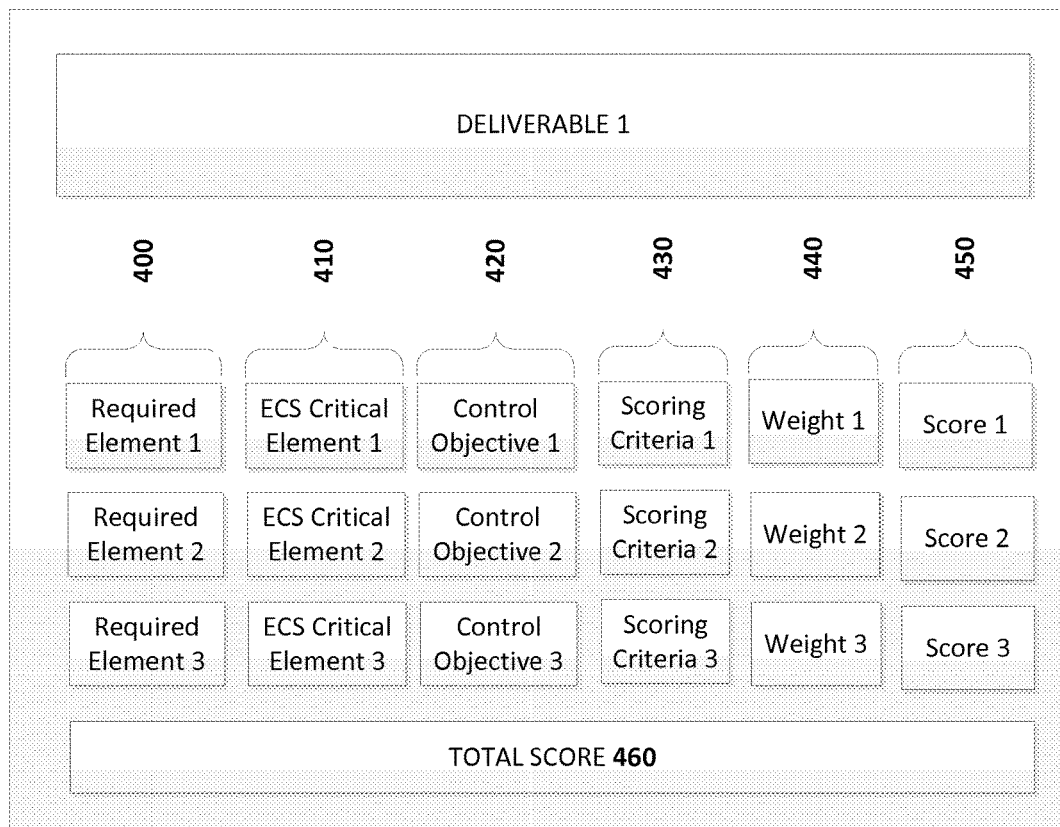 DELIVERABLE 1
400 410 420 430 440 450
Required Element 1
ECS Critical Element 1
Control Objective 1
Scoring Criteria 1
Weight 1
Score 1
Required Element 2
ECS Critical Element 2
Control Objective 2
Scoring Criteria 2
Weight 2
Score 2
Required Element 3
ECS Critical Element 3
Control Objective 3
Scoring Criteria 3
Weight 3
Score 3
TOTAL SCORE 460